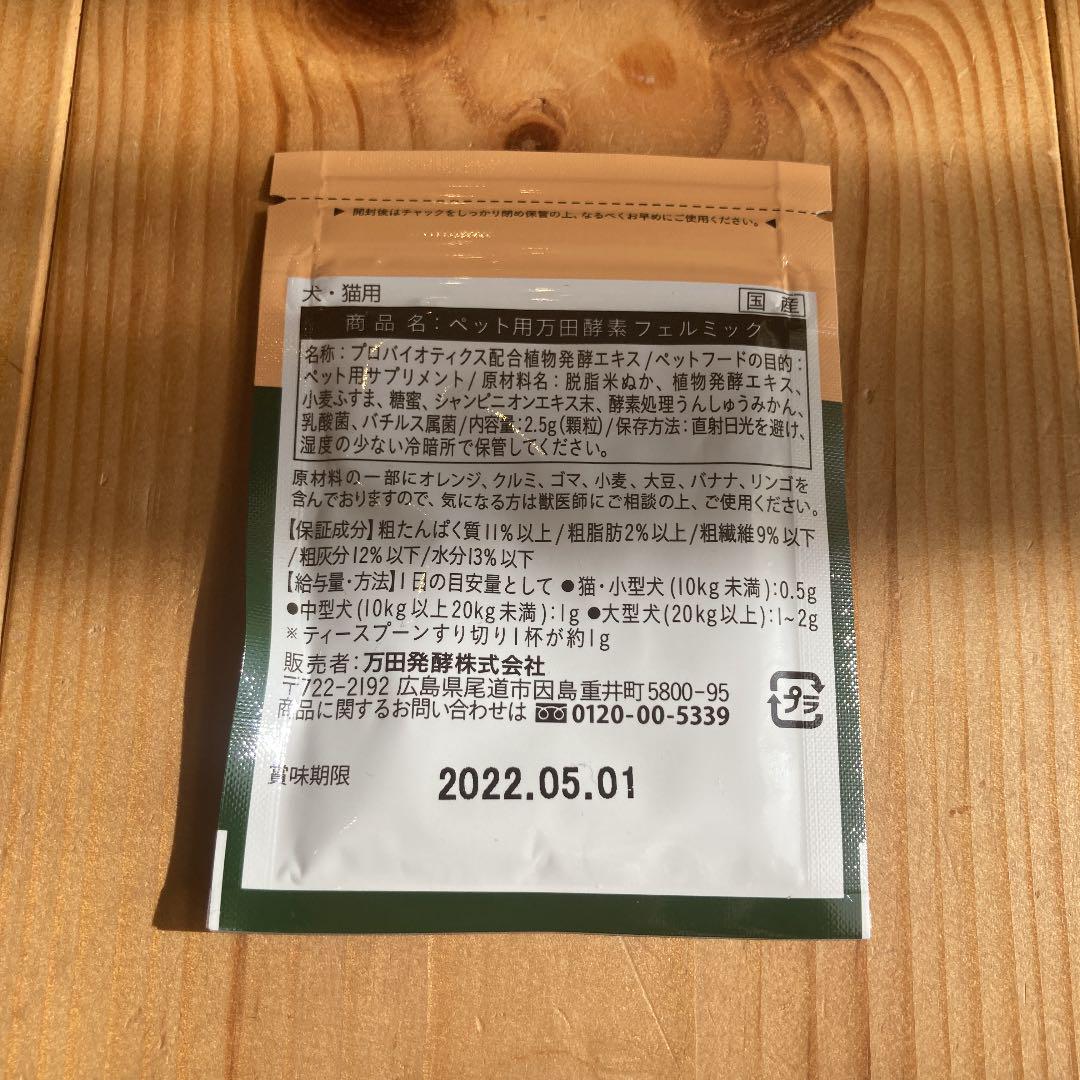 ▶ 開封後はチャックをしっかり閉め保管の上、なるべくお早めにご使用ください。◀
犬・猫用
国産
商品名：ペット用万田酵素フェルミック
名称：プロバイオティクス配合植物発酵エキス/ペットフードの目的：
ペット用サプリメント/原材料名：脱脂米ぬか、植物発酵エキス、
小麦ふすま、糖蜜、シャンピニオンエキス末、酵素処理うんしゅうみかん、
乳酸菌、バチルス属菌/内容量：2.5g(顆粒)/保存方法：直射日光を避け、
湿度の少ない冷暗所で保管してください。
原材料の一部にオレンジ、クルミ、ゴマ、小麦、大豆、バナナ、リンゴを
含んでおりますので、気になる方は獣医師にご相談の上、ご使用ください。
【保証成分】粗たんぱく質11%以上/粗脂肪2%以上/粗繊維9%以下
/粗灰分12%以下/水分13%以下
【給与量・方法】1日の目安量として ●猫・小型犬(10kg未満):0.5g
●中型犬(10kg以上20kg未満):1g ●大型犬(20kg以上):1~2g
※ティースプーンすり切り1杯が約1g
販売者：万田発酵株式会社
〒722-2192 広島県尾道市因島重井町5800-95
商品に関するお問い合わせは 0120-00-5339
プラ
賞味期限 2022.05.01